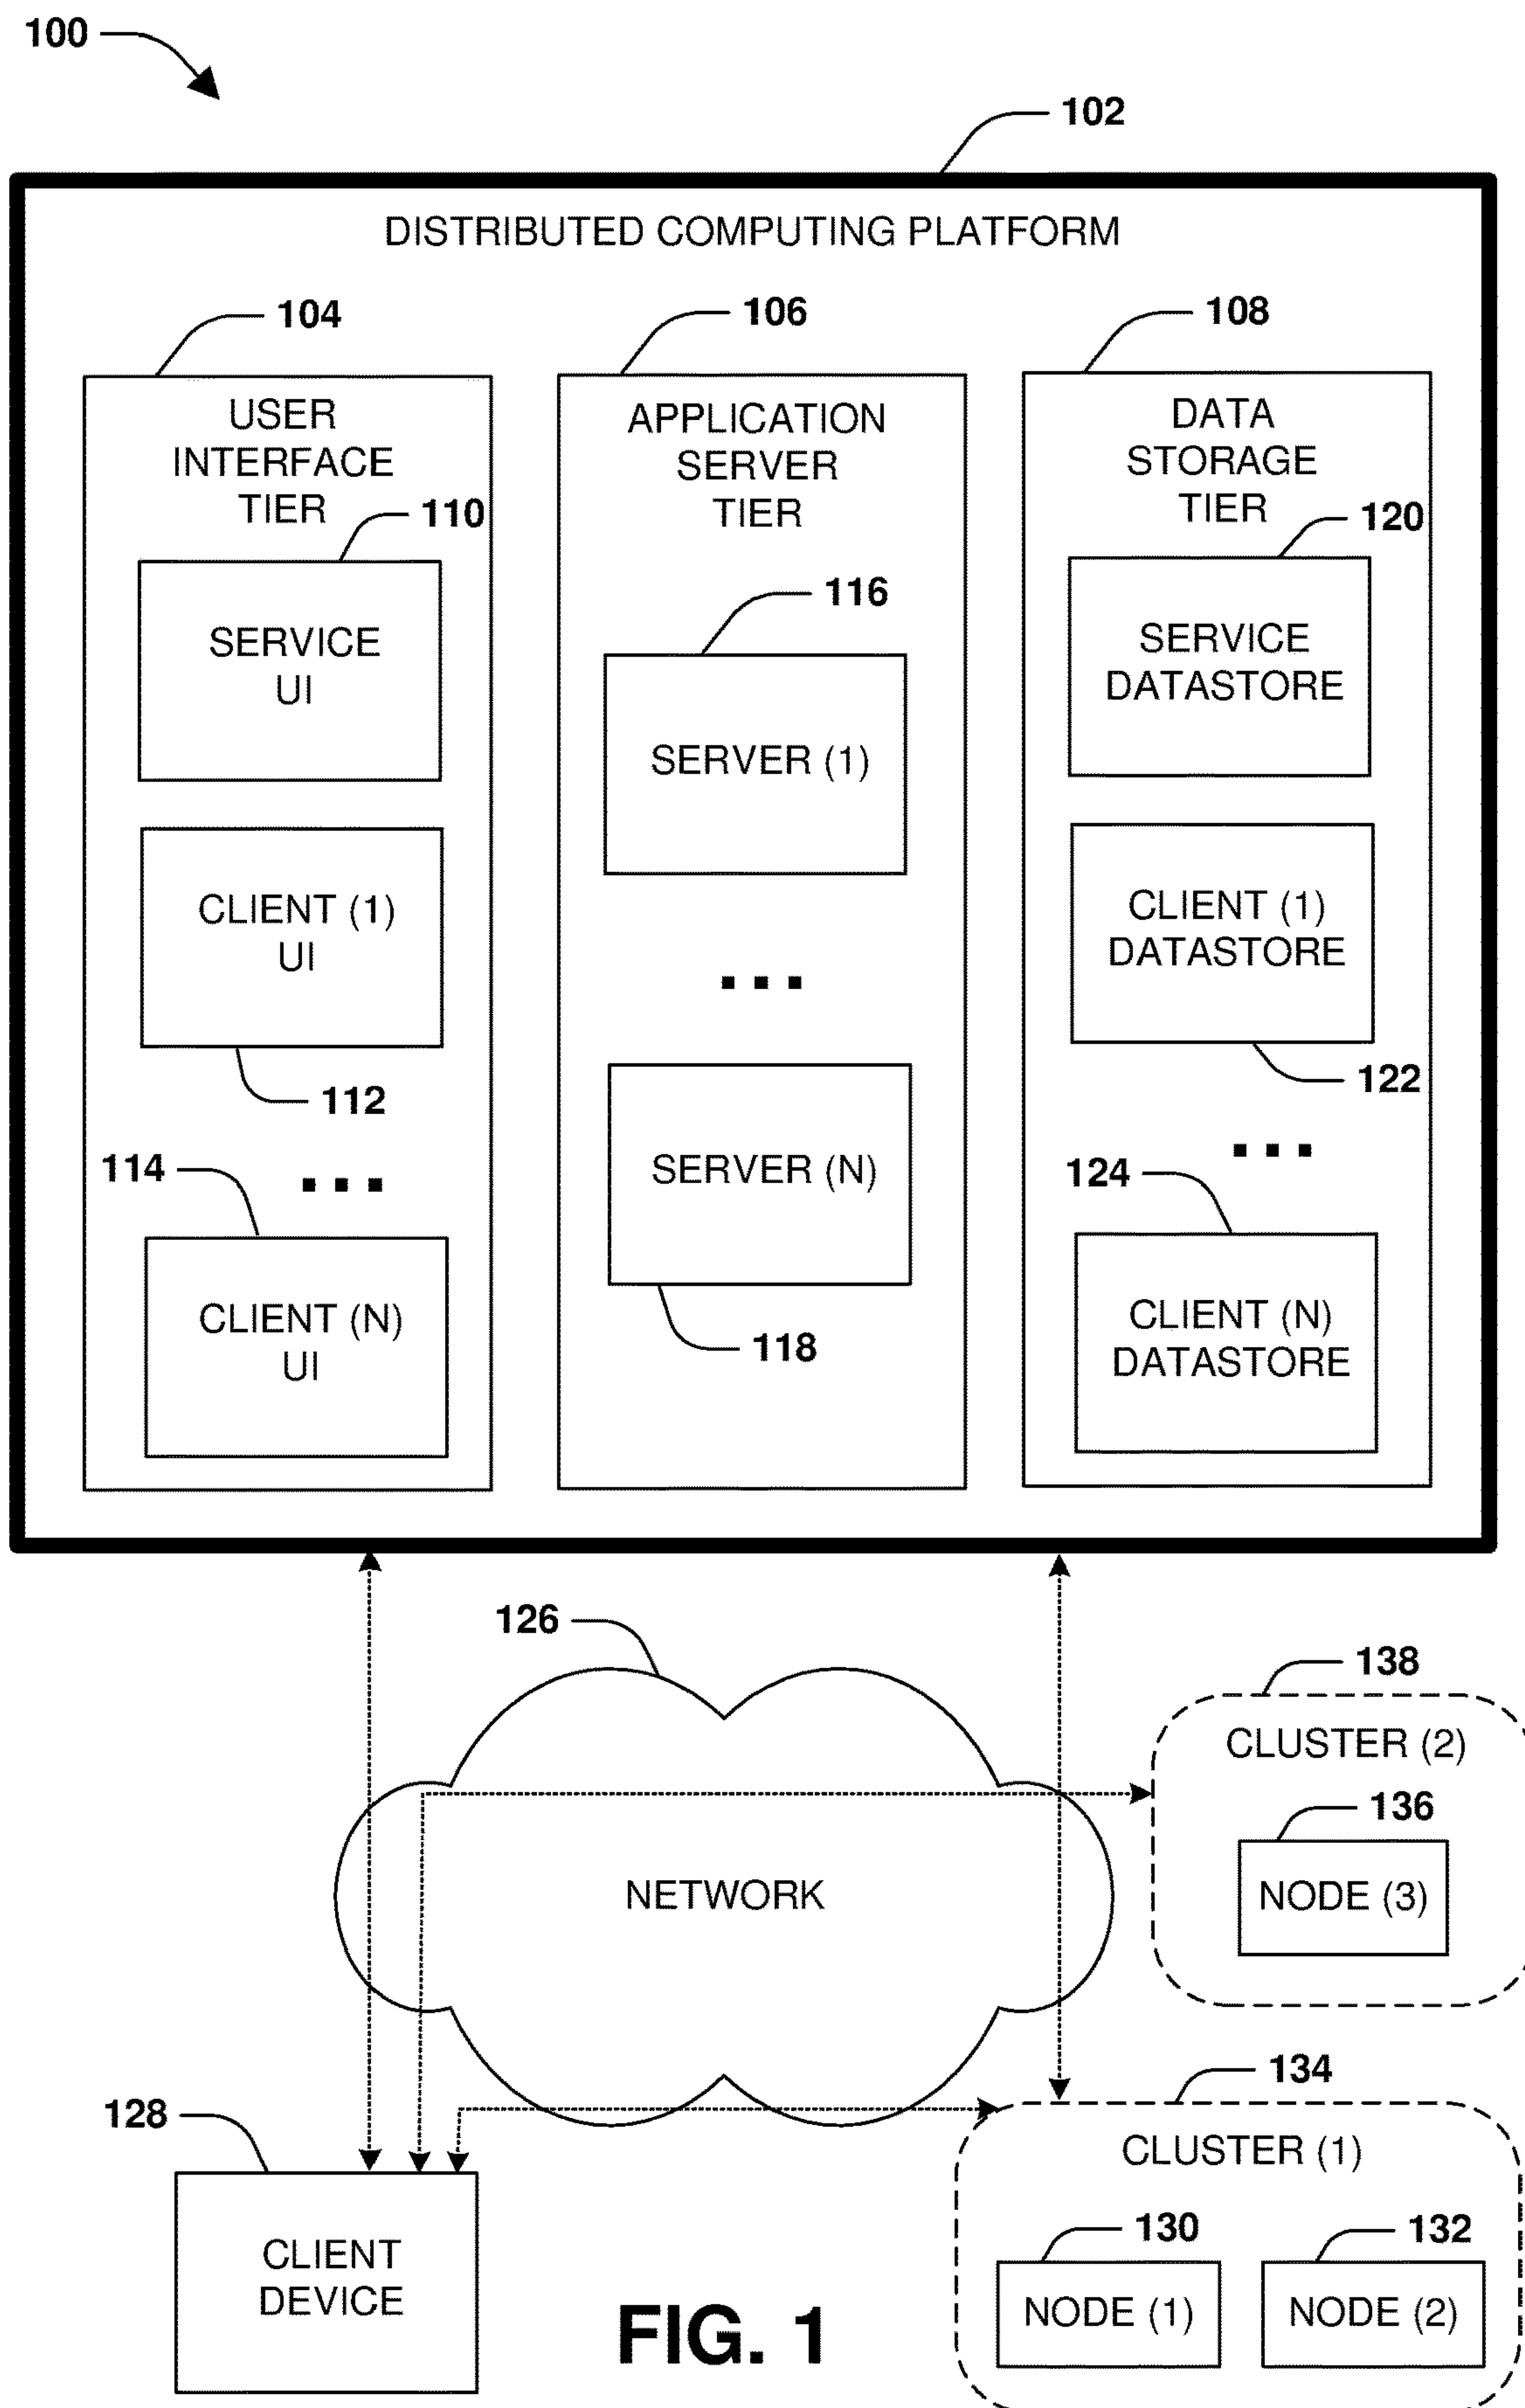 100
102
DISTRIBUTED COMPUTING PLATFORM
104
USER
INTERFACE
TIER
110
SERVICE
UI
CLIENT (1)
UI
112
114
CLIENT (N)
UI
106
APPLICATION
SERVER
TIER
116
SERVER (1)
SERVER (N)
118
108
DATA
STORAGE
TIER
120
SERVICE
DATASTORE
CLIENT (1)
DATASTORE
122
124
CLIENT (N)
DATASTORE
126
NETWORK
138
CLUSTER (2)
136
NODE (3)
128
CLIENT
DEVICE
134
CLUSTER (1)
130
NODE (1)
132
NODE (2)
FIG. 1